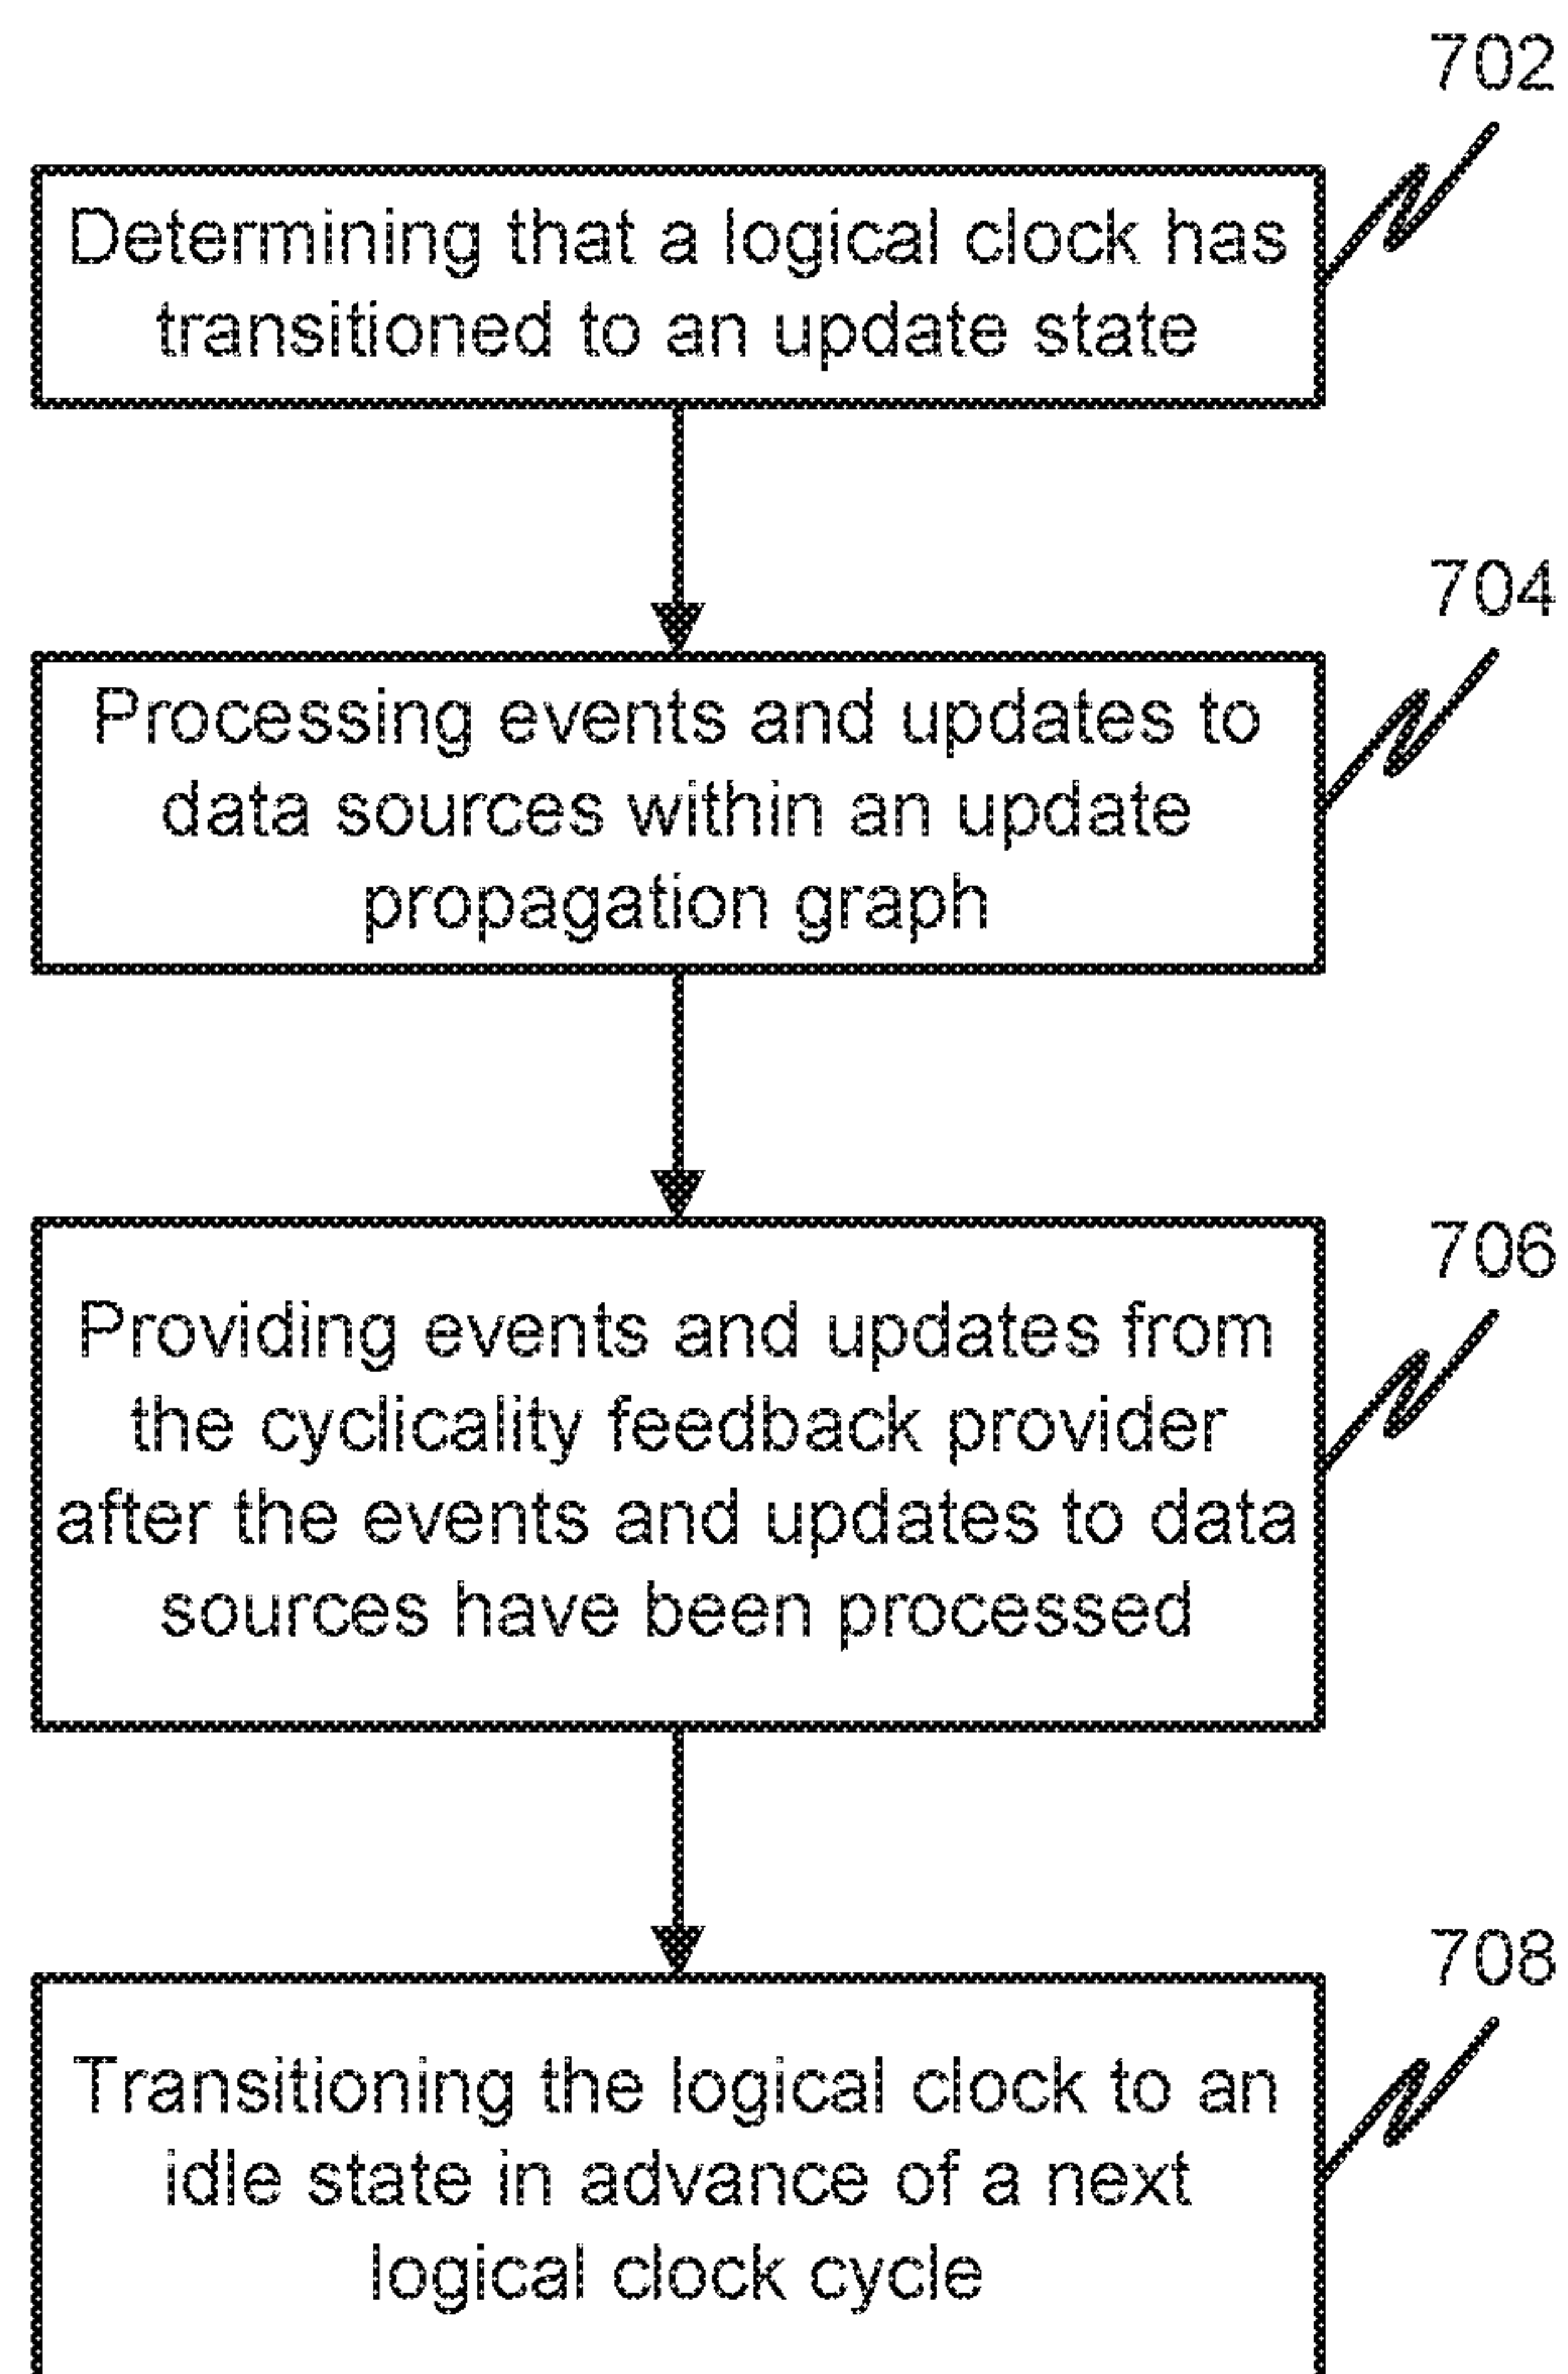 702
Determining that a logical clock has
transitioned to an update state
704
Processing events and updates to
data sources within an update
propagation graph
706
Providing events and updates from
the cyclicality feedback provider
after the events and updates to data
sources have been processed
708
Transitioning the logical clock to an
idle state in advance of a next
logical clock cycle